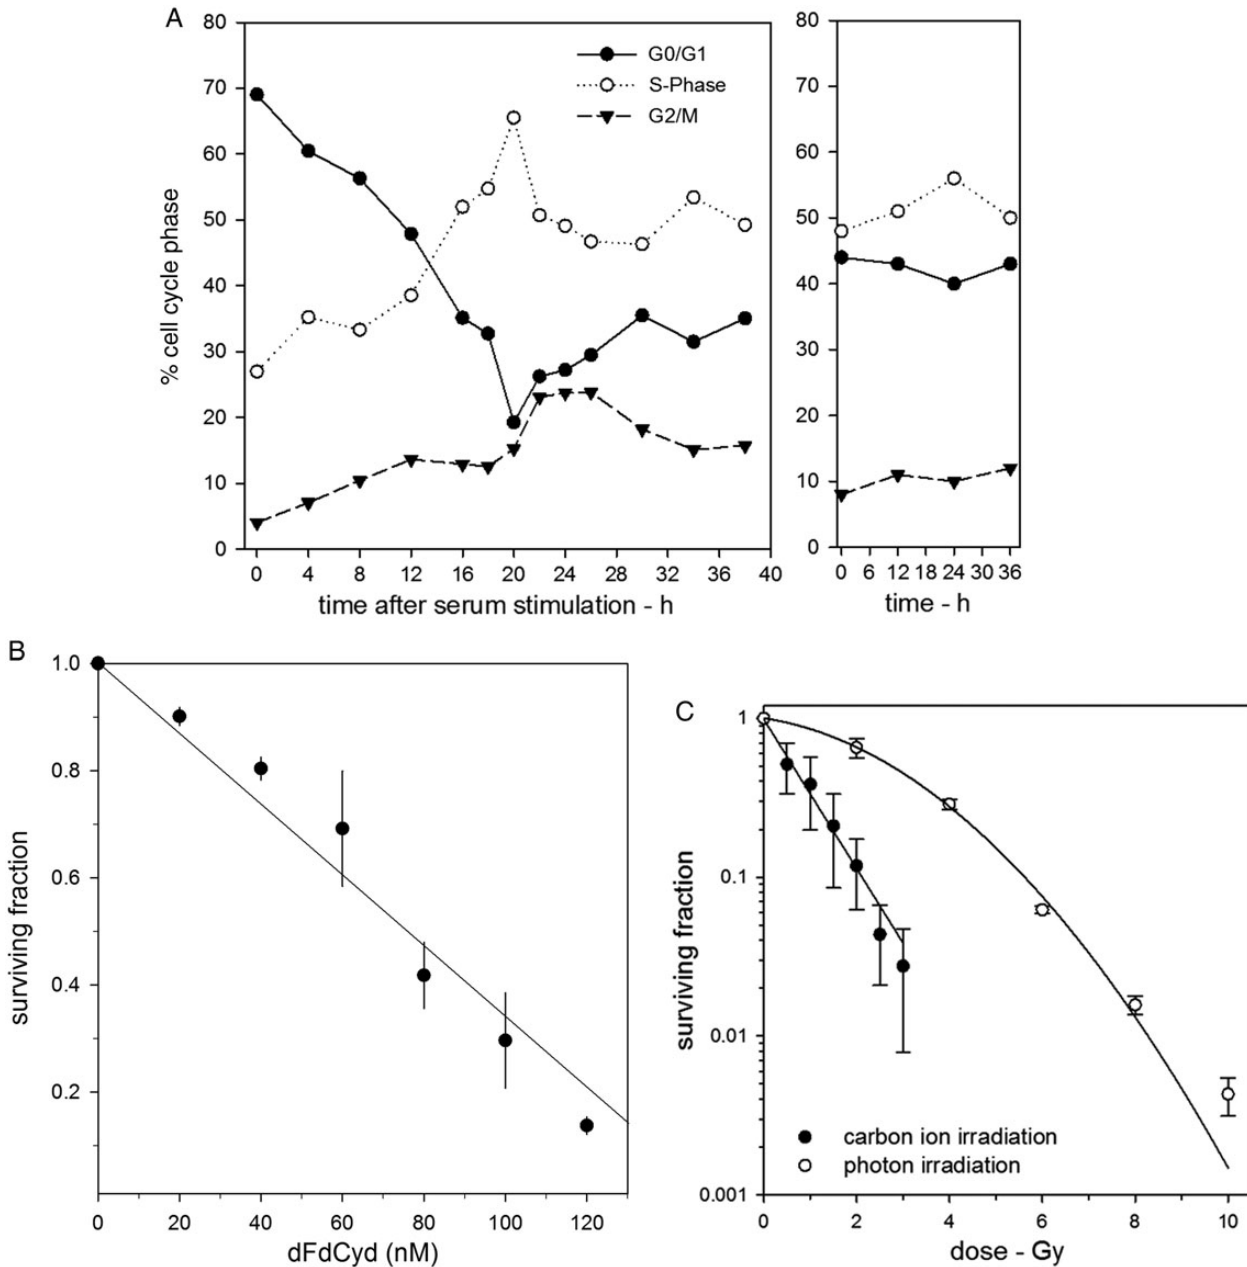 A
80
70
60
50
40
30
20
10
0
% cell cycle phase
G0/G1
S-Phase
G2/M
0 4 8 12 16 20 24 28 32 36 40
time after serum stimulation - h
80
70
60
50
40
30
20
10
0
0 6 12 18 24 30 36
time - h
B
1.0
0.8
0.6
0.4
0.2
surviving fraction
0 20 40 60 80 100 120
dFdCyd (nM)
C
1
0.1
0.01
0.001
surviving fraction
carbon ion irradiation
photon irradiation
0 2 4 6 8 10
dose - Gy